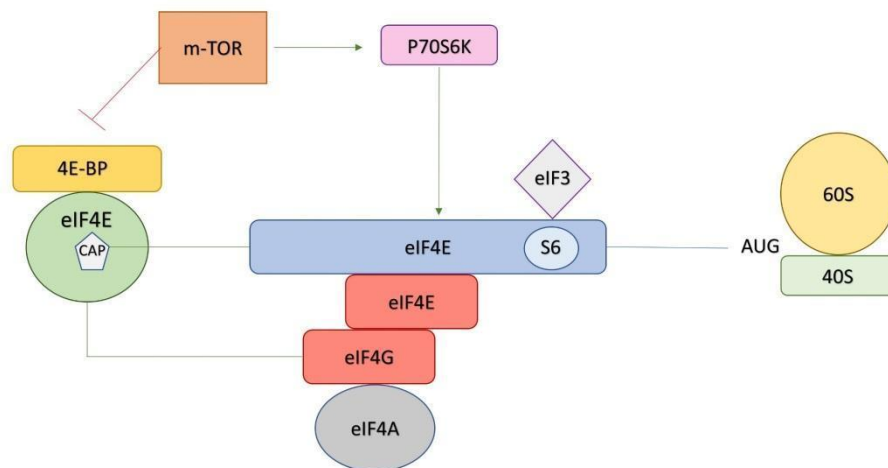 m-TOR
P70S6K
4E-BP
eIF3
60S
eIF4E
CAP
eIF4E
S6
AUG
40S
eIF4E
eIF4G
eIF4A